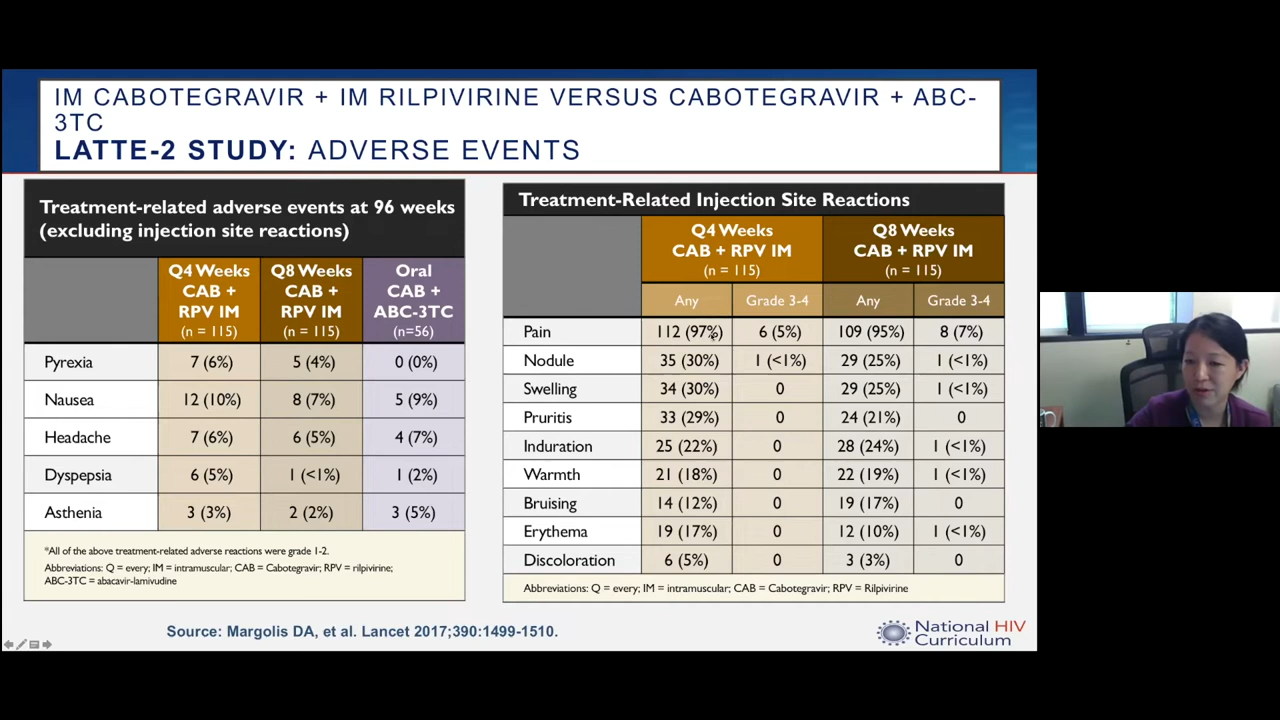 IM CABOTEGRAVIR + IM RILPIVIRINE VERSUS CABOTEGRAVIR + ABC-
3TC
LATTE-2 STUDY: ADVERSE EVENTS
Treatment-related adverse events at 96 weeks
(excluding injection site reactions)
Q4 Weeks CAB + RPV IM (n = 115) Q8 Weeks CAB + RPV IM (n = 115) Oral CAB + ABC-3TC (n=56)
Pyrexia 7 (6%) 5 (4%) 0 (0%)
Nausea 12 (10%) 8 (7%) 5 (9%)
Headache 7 (6%) 6 (5%) 4 (7%)
Dyspepsia 6 (5%) 1 (<1%) 1 (2%)
Asthenia 3 (3%) 2 (2%) 3 (5%)
*All of the above treatment-related adverse reactions were grade 1-2.
Abbreviations: Q = every; IM = intramuscular; CAB = Cabotegravir; RPV = rilpivirine;
ABC-3TC = abacavir-lamivudine
Treatment-Related Injection Site Reactions
Q4 Weeks CAB + RPV IM (n = 115) Q8 Weeks CAB + RPV IM (n = 115)
Any Grade 3-4 Any Grade 3-4
Pain 112 (97%) 6 (5%) 109 (95%) 8 (7%)
Nodule 35 (30%) 1 (<1%) 29 (25%) 1 (<1%)
Swelling 34 (30%) 0 29 (25%) 1 (<1%)
Pruritis 33 (29%) 0 24 (21%) 0
Induration 25 (22%) 0 28 (24%) 1 (<1%)
Warmth 21 (18%) 0 22 (19%) 1 (<1%)
Bruising 14 (12%) 0 19 (17%) 0
Erythema 19 (17%) 0 12 (10%) 1 (<1%)
Discoloration 6 (5%) 0 3 (3%) 0
Abbreviations: Q = every; IM = intramuscular; CAB = Cabotegravir; RPV = Rilpivirine
Source: Margolis DA, et al. Lancet 2017;390:1499-1510.
National HIV
Curriculum